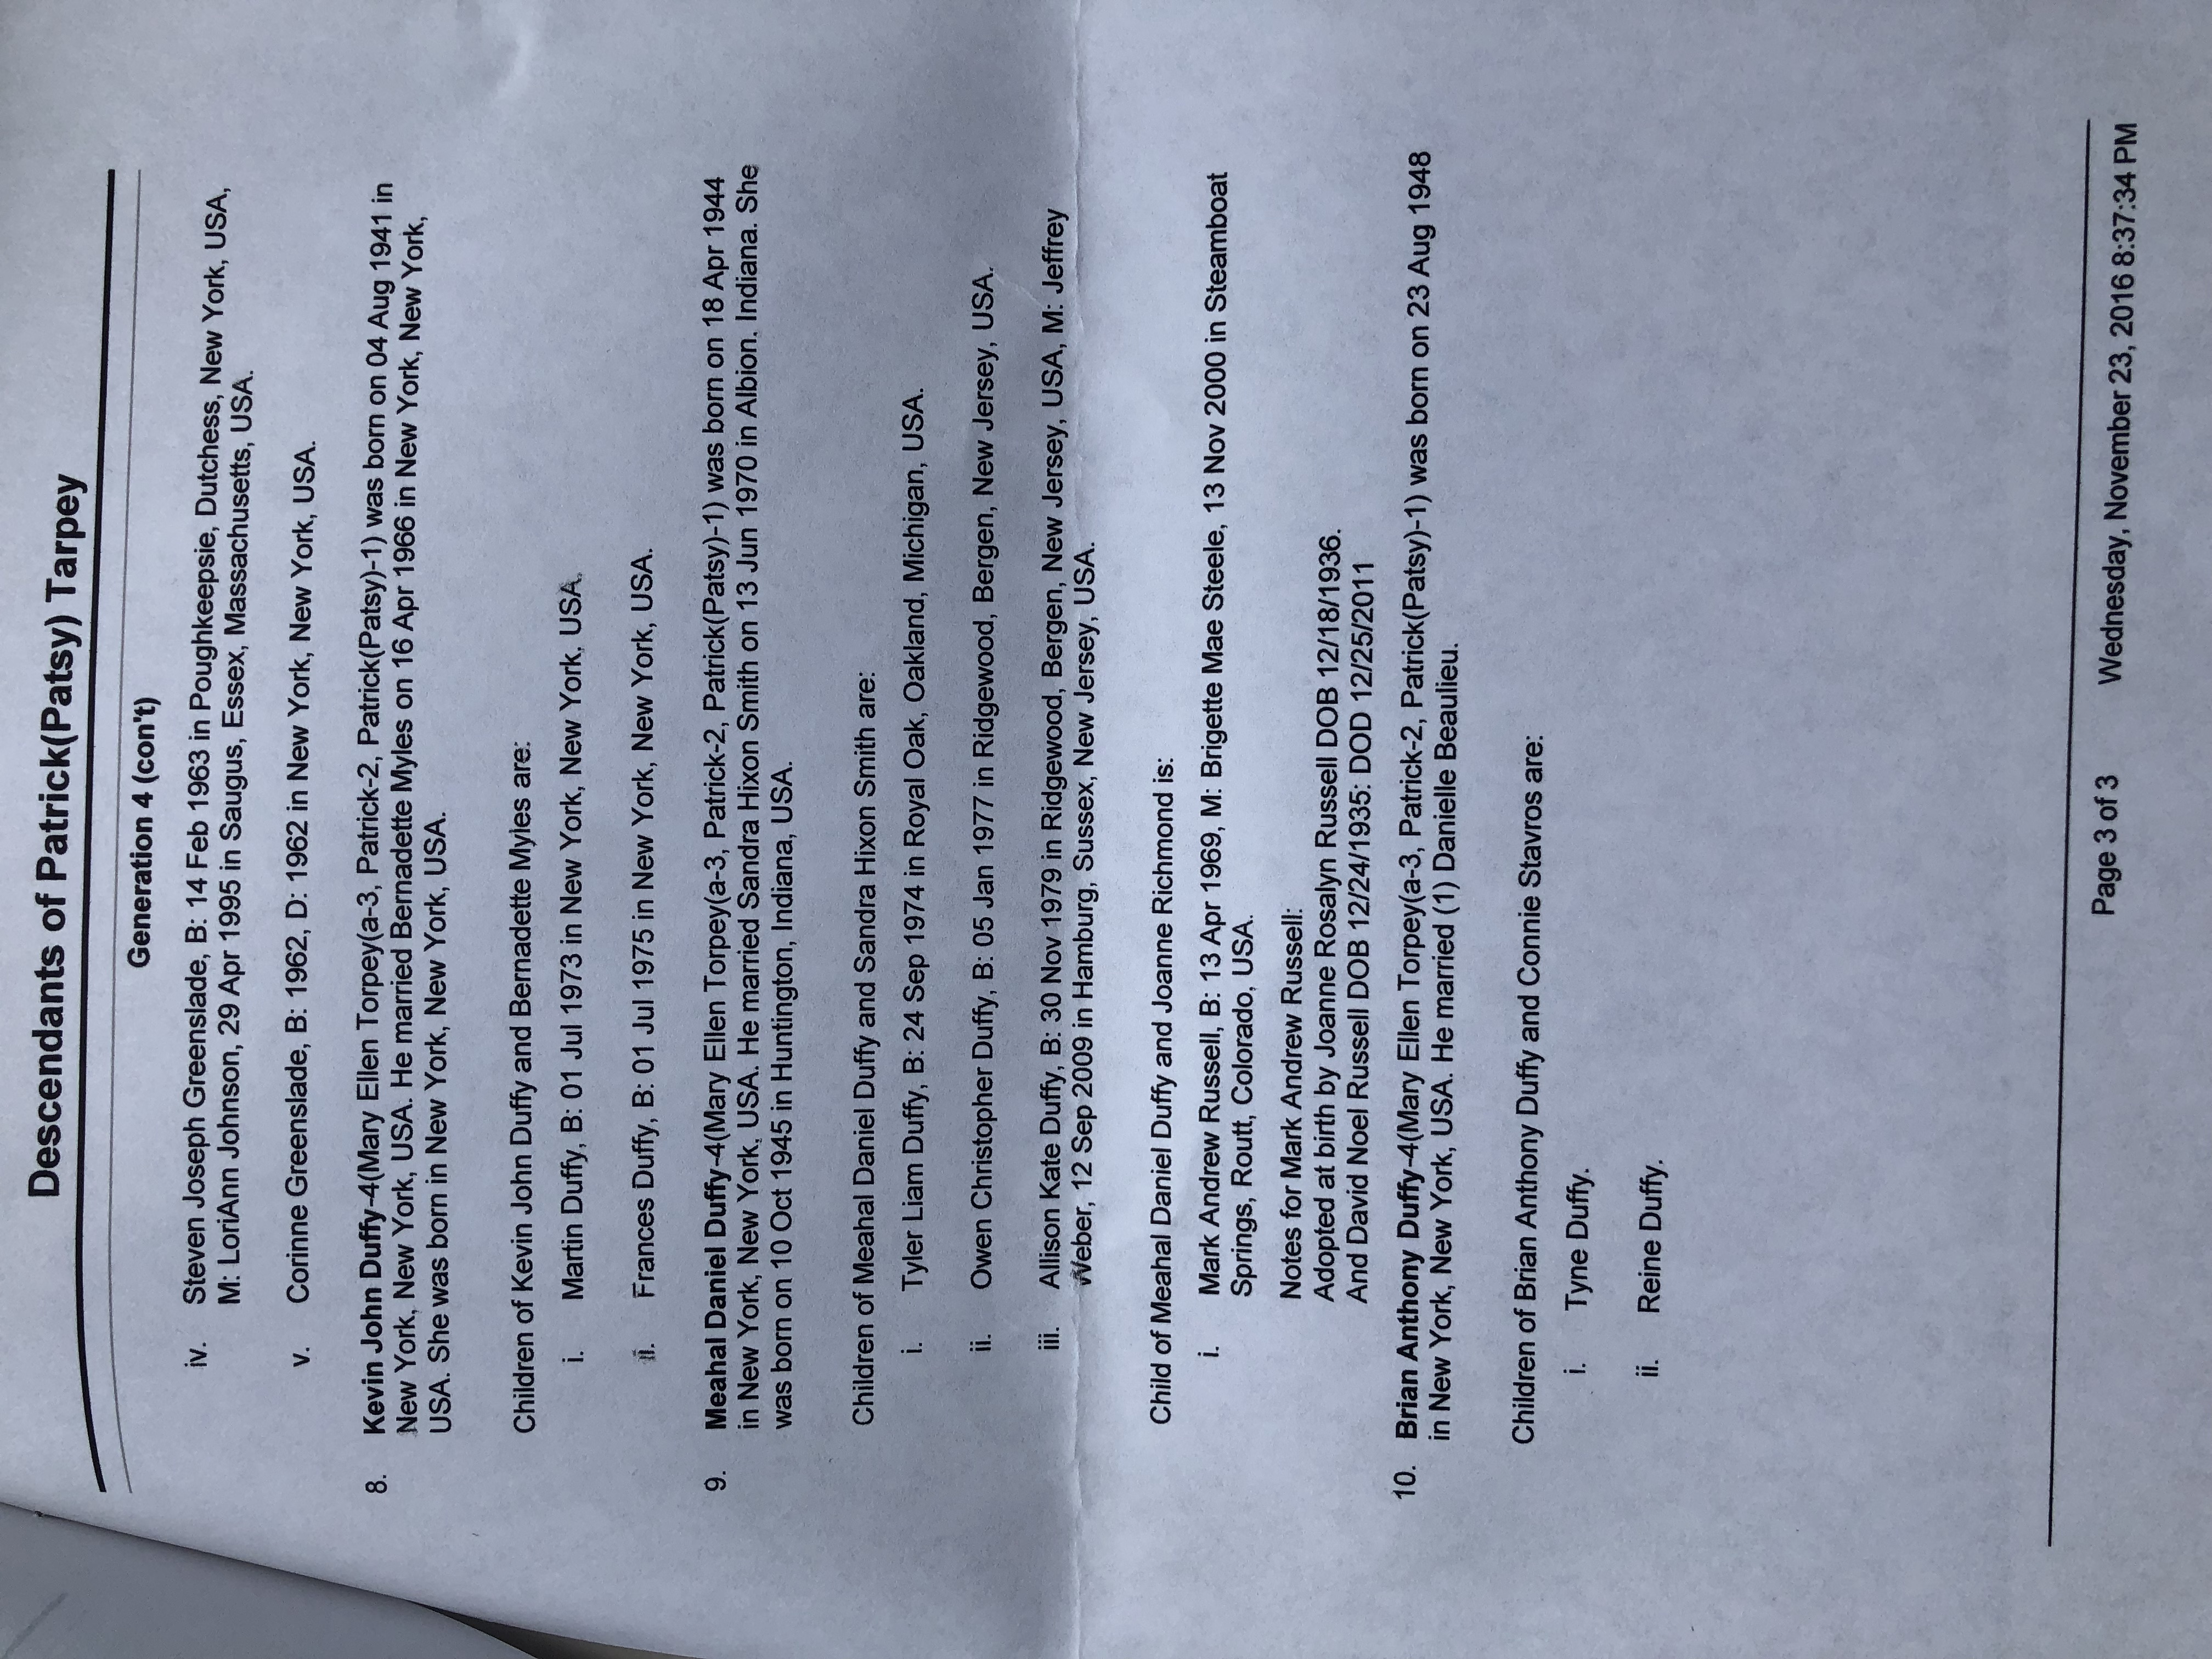 Descendants of Patrick(Patsy) Tarpey
Generation 4 (con't)
iv. Steven Joseph Greenslade, B: 14 Feb 1963 in Poughkeepsie, Dutchess, New York, USA,
M: LoriAnn Johnson, 29 Apr 1995 in Saugus, Essex, Massachusetts, USA.
v. Corinne Greenslade, B: 1962, D: 1962 in New York, New York, USA.
8. Kevin John Duffy-4(Mary Ellen Torpey(a-3, Patrick-2, Patrick(Patsy)-1) was born on 04 Aug 1941 in
New York, New York, USA. He married Bernadette Myles on 16 Apr 1966 in New York, New York,
USA. She was born in New York, New York, USA.
Children of Kevin John Duffy and Bernadette Myles are:
i. Martin Duffy, B: 01 Jul 1973 in New York, New York, USA.
ii. Frances Duffy, B: 01 Jul 1975 in New York, New York, USA.
9. Meahal Daniel Duffy-4(Mary Ellen Torpey(a-3, Patrick-2, Patrick(Patsy)-1) was born on 18 Apr 1944
in New York, New York, USA. He married Sandra Hixon Smith on 13 Jun 1970 in Albion, Indiana. She
was born on 10 Oct 1945 in Huntington, Indiana, USA.
Children of Meahal Daniel Duffy and Sandra Hixon Smith are:
i. Tyler Liam Duffy, B: 24 Sep 1974 in Royal Oak, Oakland, Michigan, USA.
ii. Owen Christopher Duffy, B: 05 Jan 1977 in Ridgewood, Bergen, New Jersey, USA.
iii. Allison Kate Duffy, B: 30 Nov 1979 in Ridgewood, Bergen, New Jersey, USA, M: Jeffrey
Weber, 12 Sep 2009 in Hamburg, Sussex, New Jersey, USA.
Child of Meahal Daniel Duffy and Joanne Richmond is:
i. Mark Andrew Russell, B: 13 Apr 1969, M: Brigette Mae Steele, 13 Nov 2000 in Steamboat
Springs, Routt, Colorado, USA.
Notes for Mark Andrew Russell:
Adopted at birth by Joanne Rosalyn Russell DOB 12/18/1936.
And David Noel Russell DOB 12/24/1935: DOD 12/25/2011
10. Brian Anthony Duffy-4(Mary Ellen Torpey(a-3, Patrick-2, Patrick(Patsy)-1) was born on 23 Aug 1948
in New York, New York, USA. He married (1) Danielle Beaulieu.
Children of Brian Anthony Duffy and Connie Stavros are:
i. Tyne Duffy.
ii. Reine Duffy.
Page 3 of 3 Wednesday, November 23, 2016 8:37:34 PM